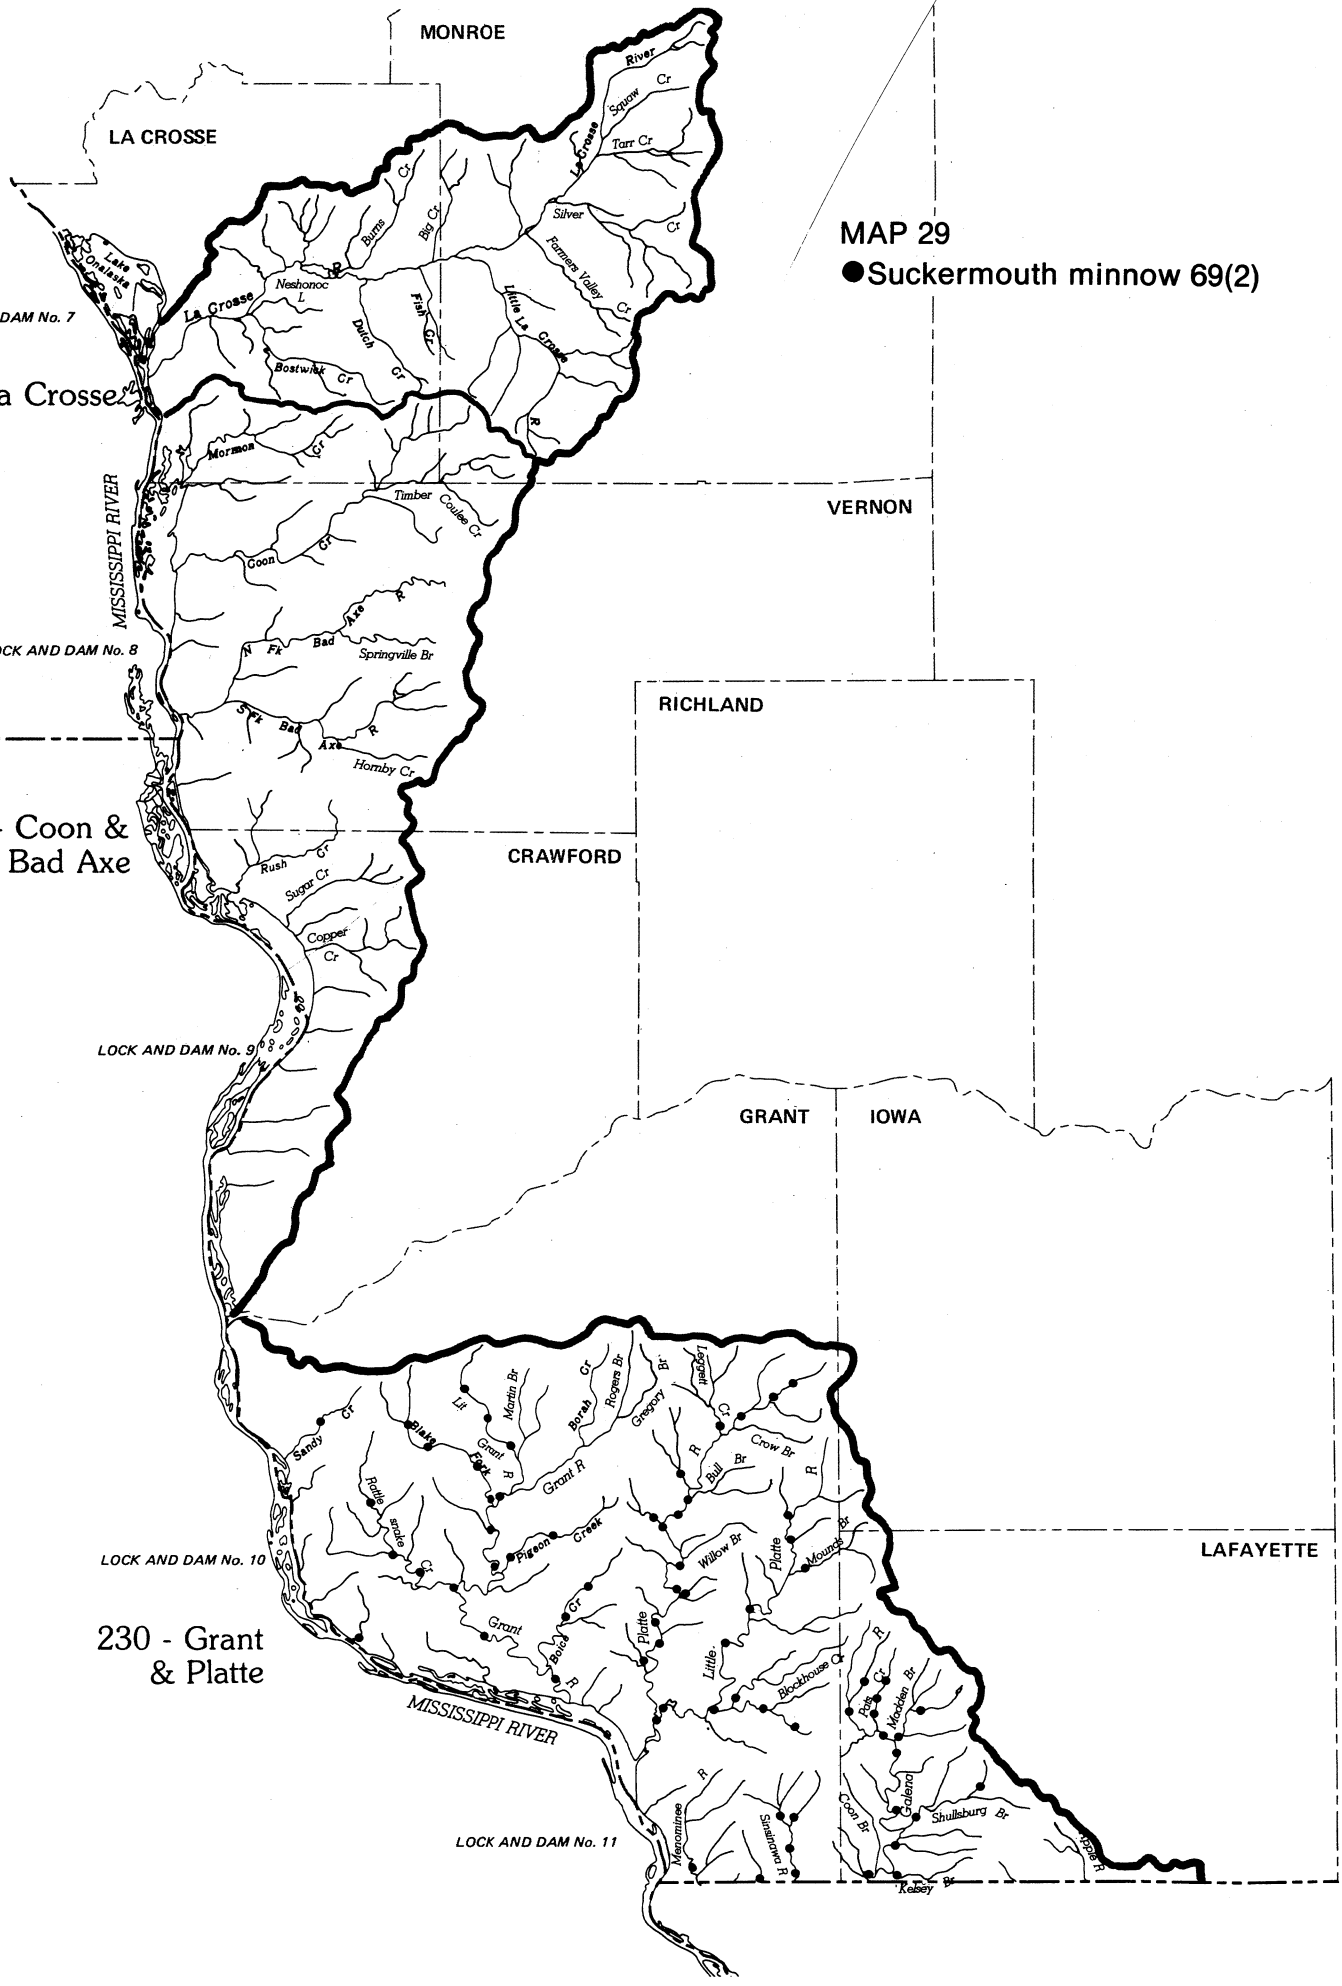 MONROE
LA CROSSE
River
Squaw
Cr
La Crosse
Tarr Cr
Burns
Cr
Big Cr
Silver
Cr
MAP 29
●Suckermouth minnow 69(2)
Lake
Onalaska
Farmers Valley
Cr
La Crosse
R
Neshonoc
L
Fish
Cr
Dutch
Cr
Little La Crosse
R
DAM No. 7
Bostwick
Cr
a Crosse
Mormon
Cr
Timber
Coulee Cr
VERNON
MISSISSIPPI RIVER
Coon
Cr
Axe
R
N Fk Bad
Springville Br
OCK AND DAM No. 8
RICHLAND
S Fk Bad
Axe
R
Hornby Cr
- Coon &
Bad Axe
CRAWFORD
Rush
Cr
Sugar Cr
Copper
Cr
LOCK AND DAM No. 9
GRANT
IOWA
Lit
Grant
R
Martin Br
Borah
Cr
Rogers Br
Gregory
Br
Leggett
Cr
Sandy
Cr
Blake
Fork
Crow Br
Bull
Br
R
R
Grant R
Rattle
snake
Cr
Pigeon
Creek
Willow Br
Platte
Mounds
Br
LOCK AND DAM No. 10
LAFAYETTE
230 - Grant
& Platte
Grant
R
Boice
Cr
Platte
Little
Blockhouse Cr
R
Pats
Cr
Madden Br
MISSISSIPPI RIVER
Menominee
R
Sinsinawa R
Coon Br
Galena
Shullsburg
Br
Apple R
LOCK AND DAM No. 11
Kelsey
Br